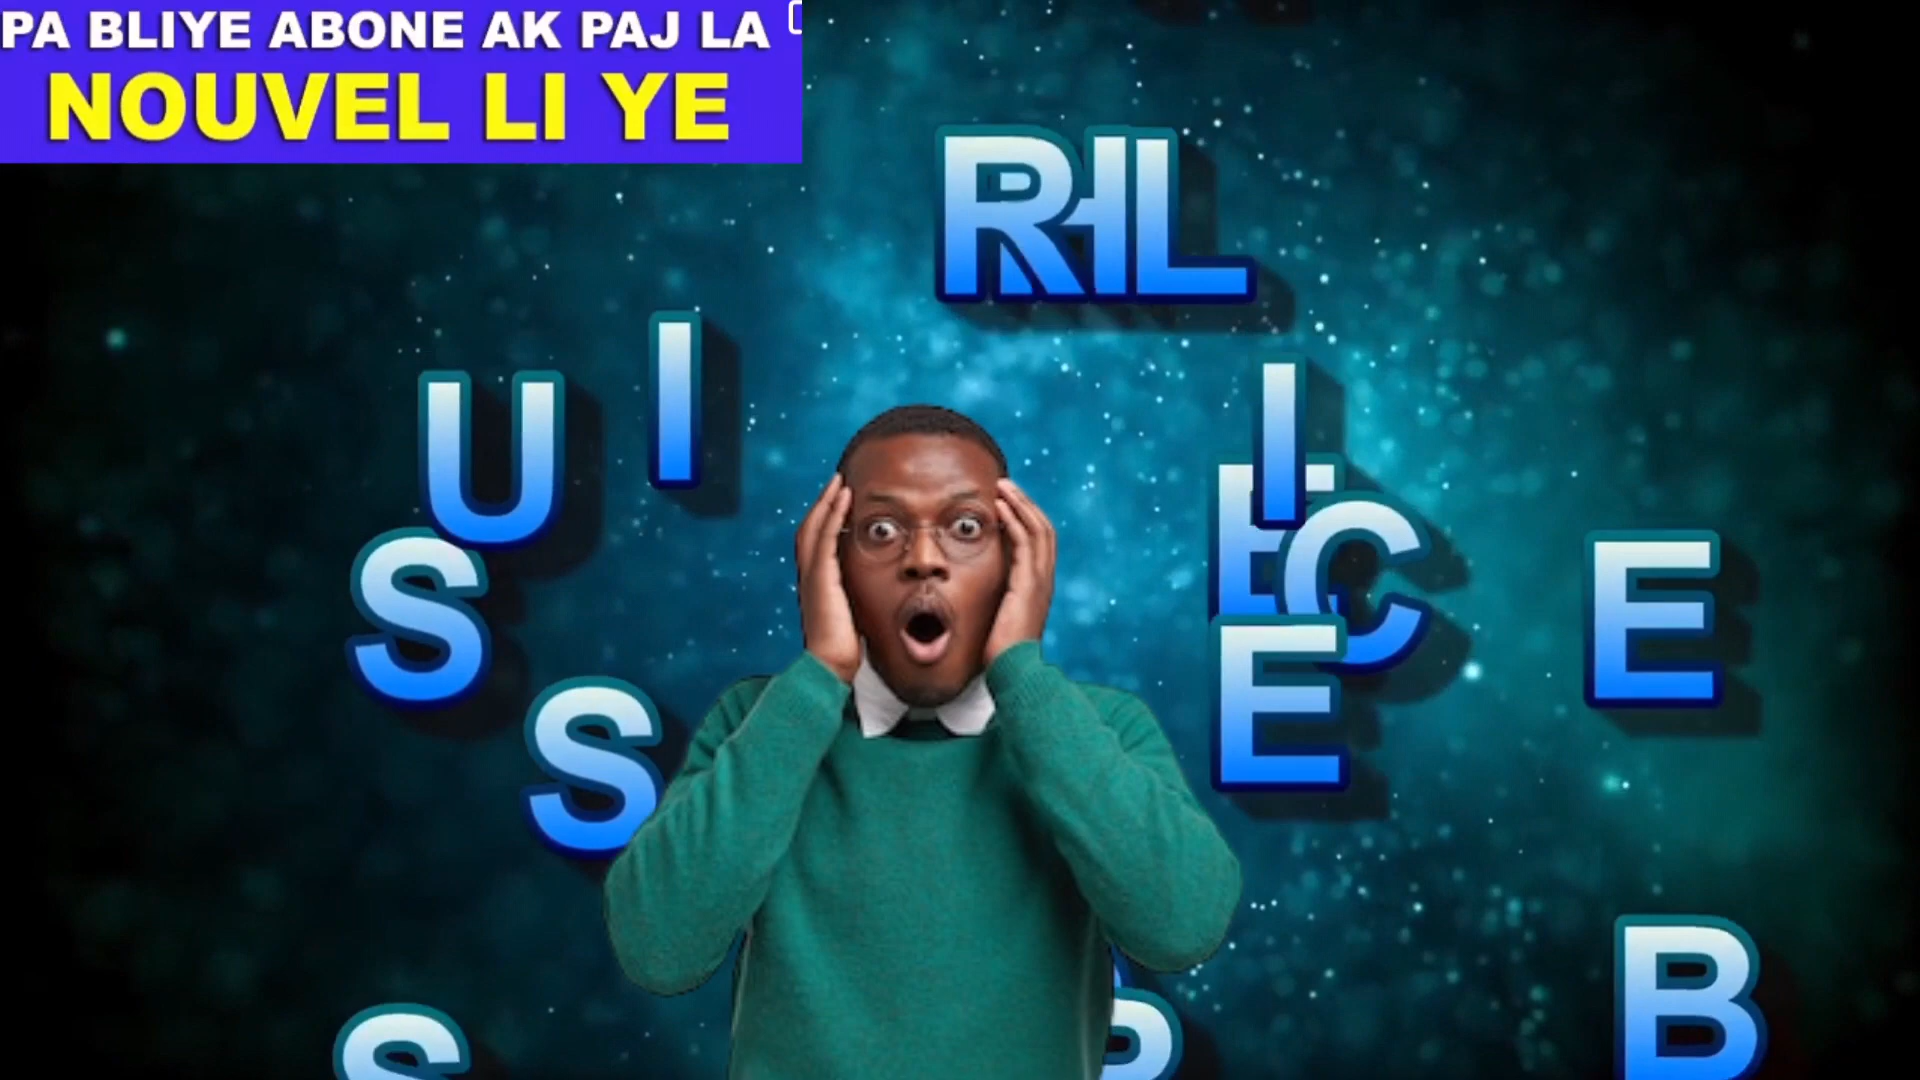 PA BLIYE ABONE AK PAJ LA
NOUVEL LI YE
R I L
I
U
I
E
C
S
E
E
S
B
S